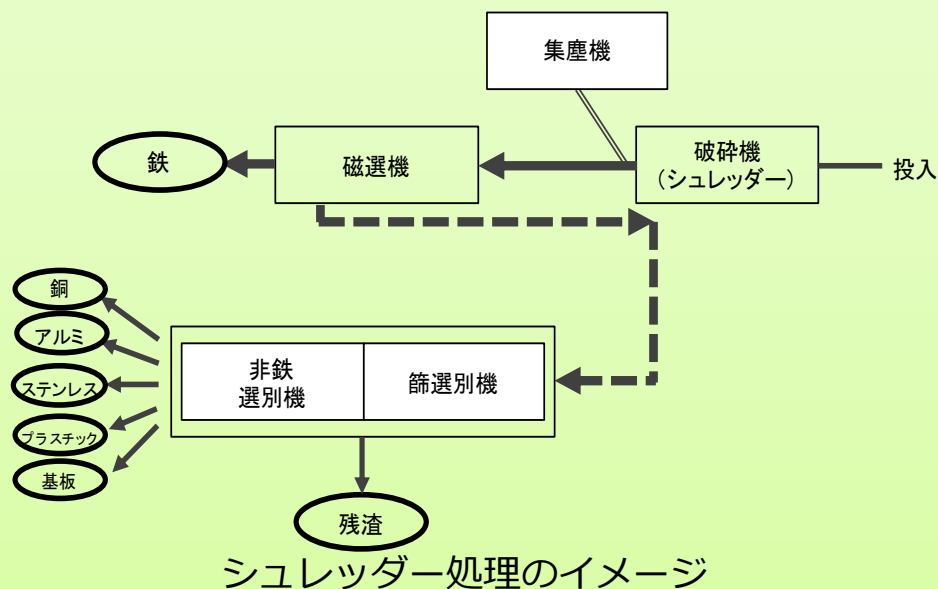 集塵機
鉄
磁選機
破砕機
（シュレッダー）
投入
銅
アルミ
ステンレス
プラスチック
基板
非鉄
選別機
篩選別機
残渣
シュレッダー処理のイメージ